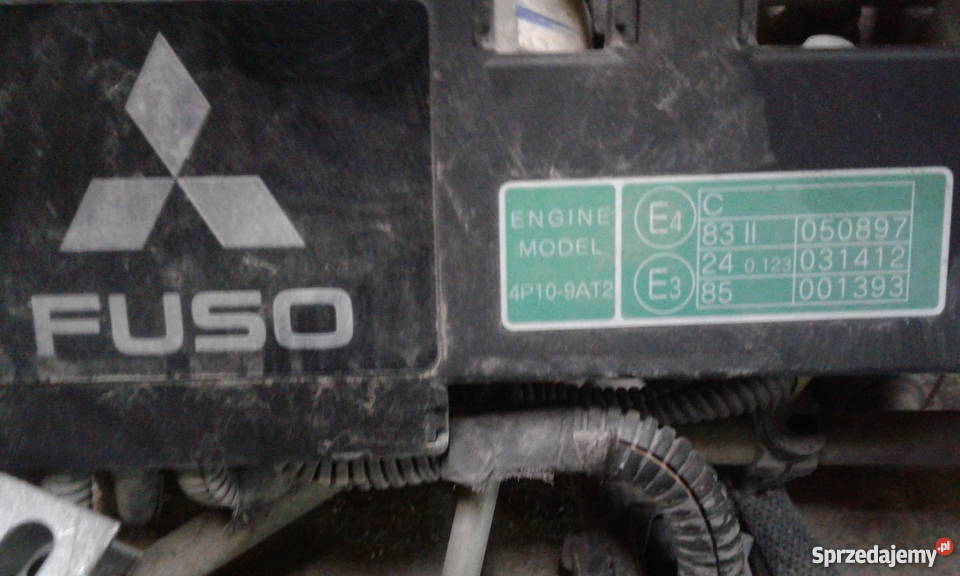 FUSO
ENGINE
MODEL
4P10-9AT2
E4
E3
C
83 II 050897
24 0.123 031412
85 001393
Sprzedajemy.pl